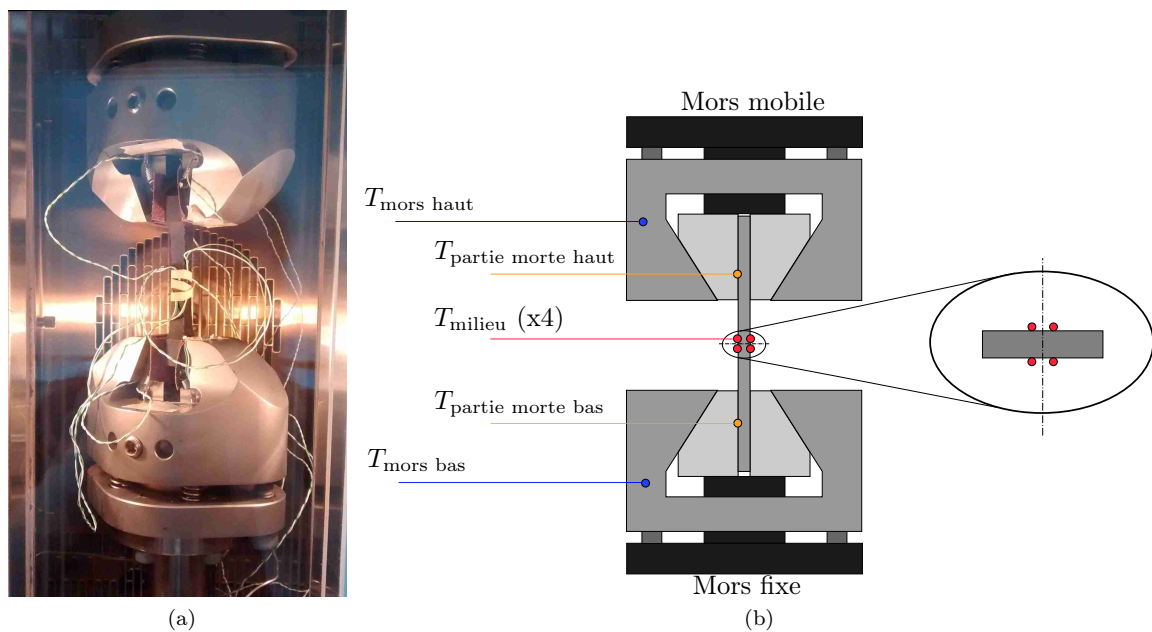 Mors mobile
T_mors haut
T_partie morte haut
T_milieu (x4)
T_partie morte bas
T_mors bas
Mors fixe
(a)
(b)